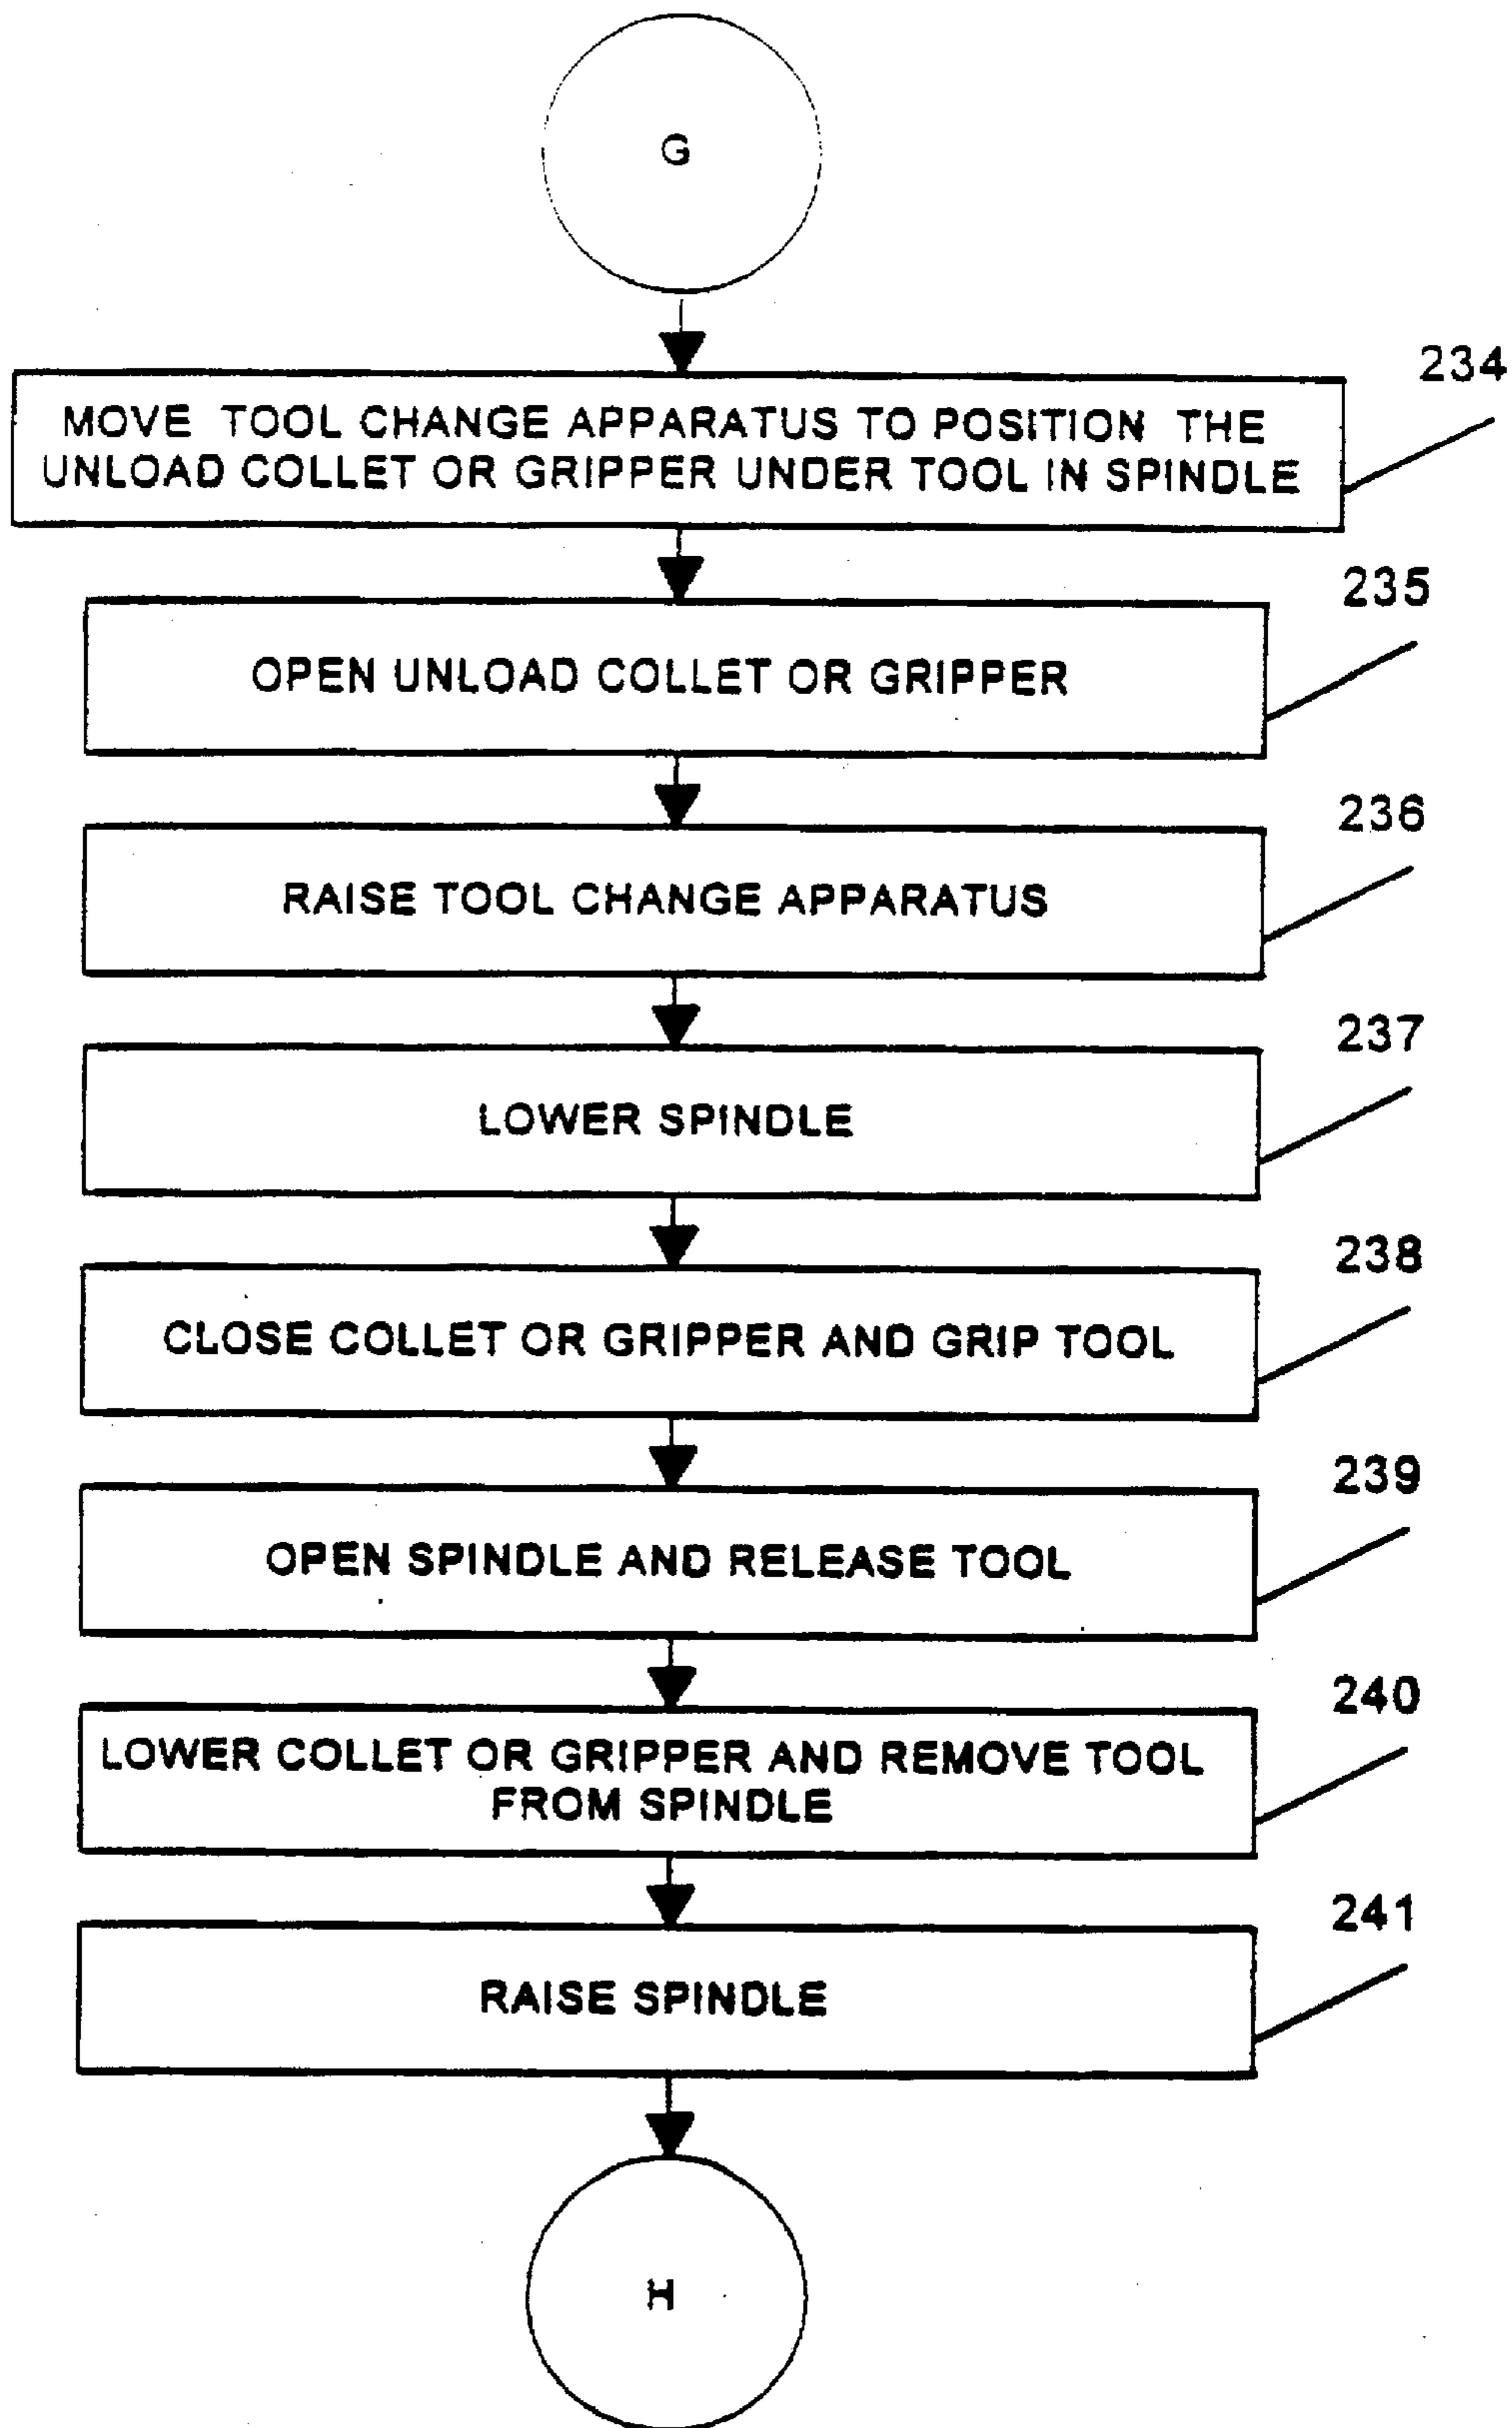 G
234
MOVE TOOL CHANGE APPARATUS TO POSITION THE
UNLOAD COLLET OR GRIPPER UNDER TOOL IN SPINDLE
235
OPEN UNLOAD COLLET OR GRIPPER
236
RAISE TOOL CHANGE APPARATUS
237
LOWER SPINDLE
238
CLOSE COLLET OR GRIPPER AND GRIP TOOL
239
OPEN SPINDLE AND RELEASE TOOL
240
LOWER COLLET OR GRIPPER AND REMOVE TOOL
FROM SPINDLE
241
RAISE SPINDLE
H